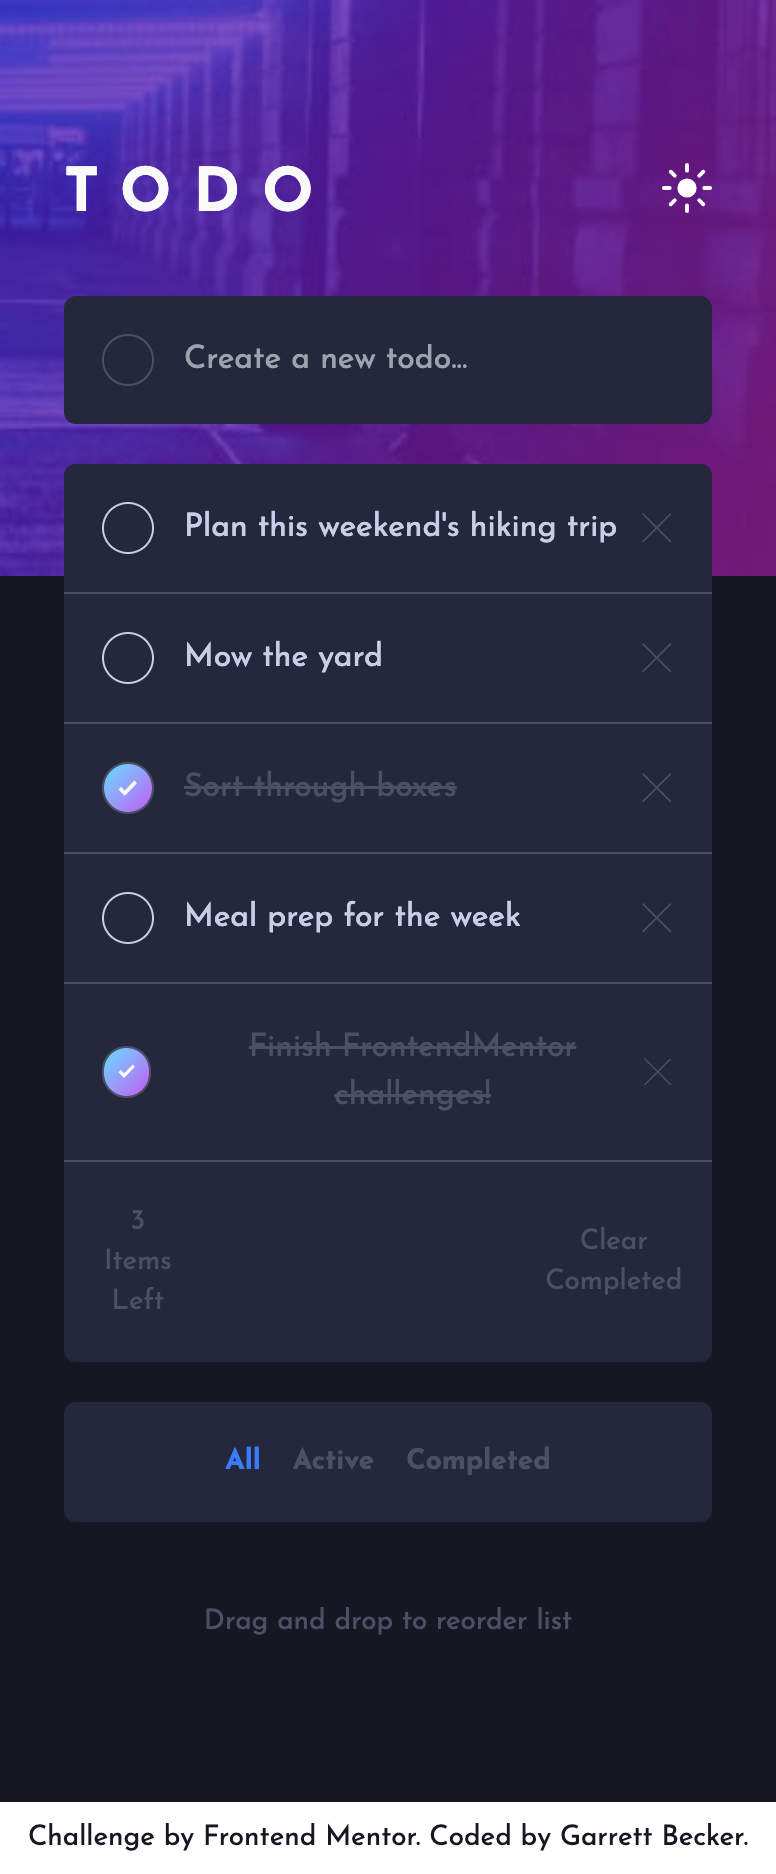 TODO
Create a new todo...
Plan this weekend's hiking trip
Mow the yard
Sort through boxes
Meal prep for the week
Finish FrontendMentor
challenges!
3
Items
Left
Clear
Completed
All Active Completed
Drag and drop to reorder list
Challenge by Frontend Mentor. Coded by Garrett Becker.